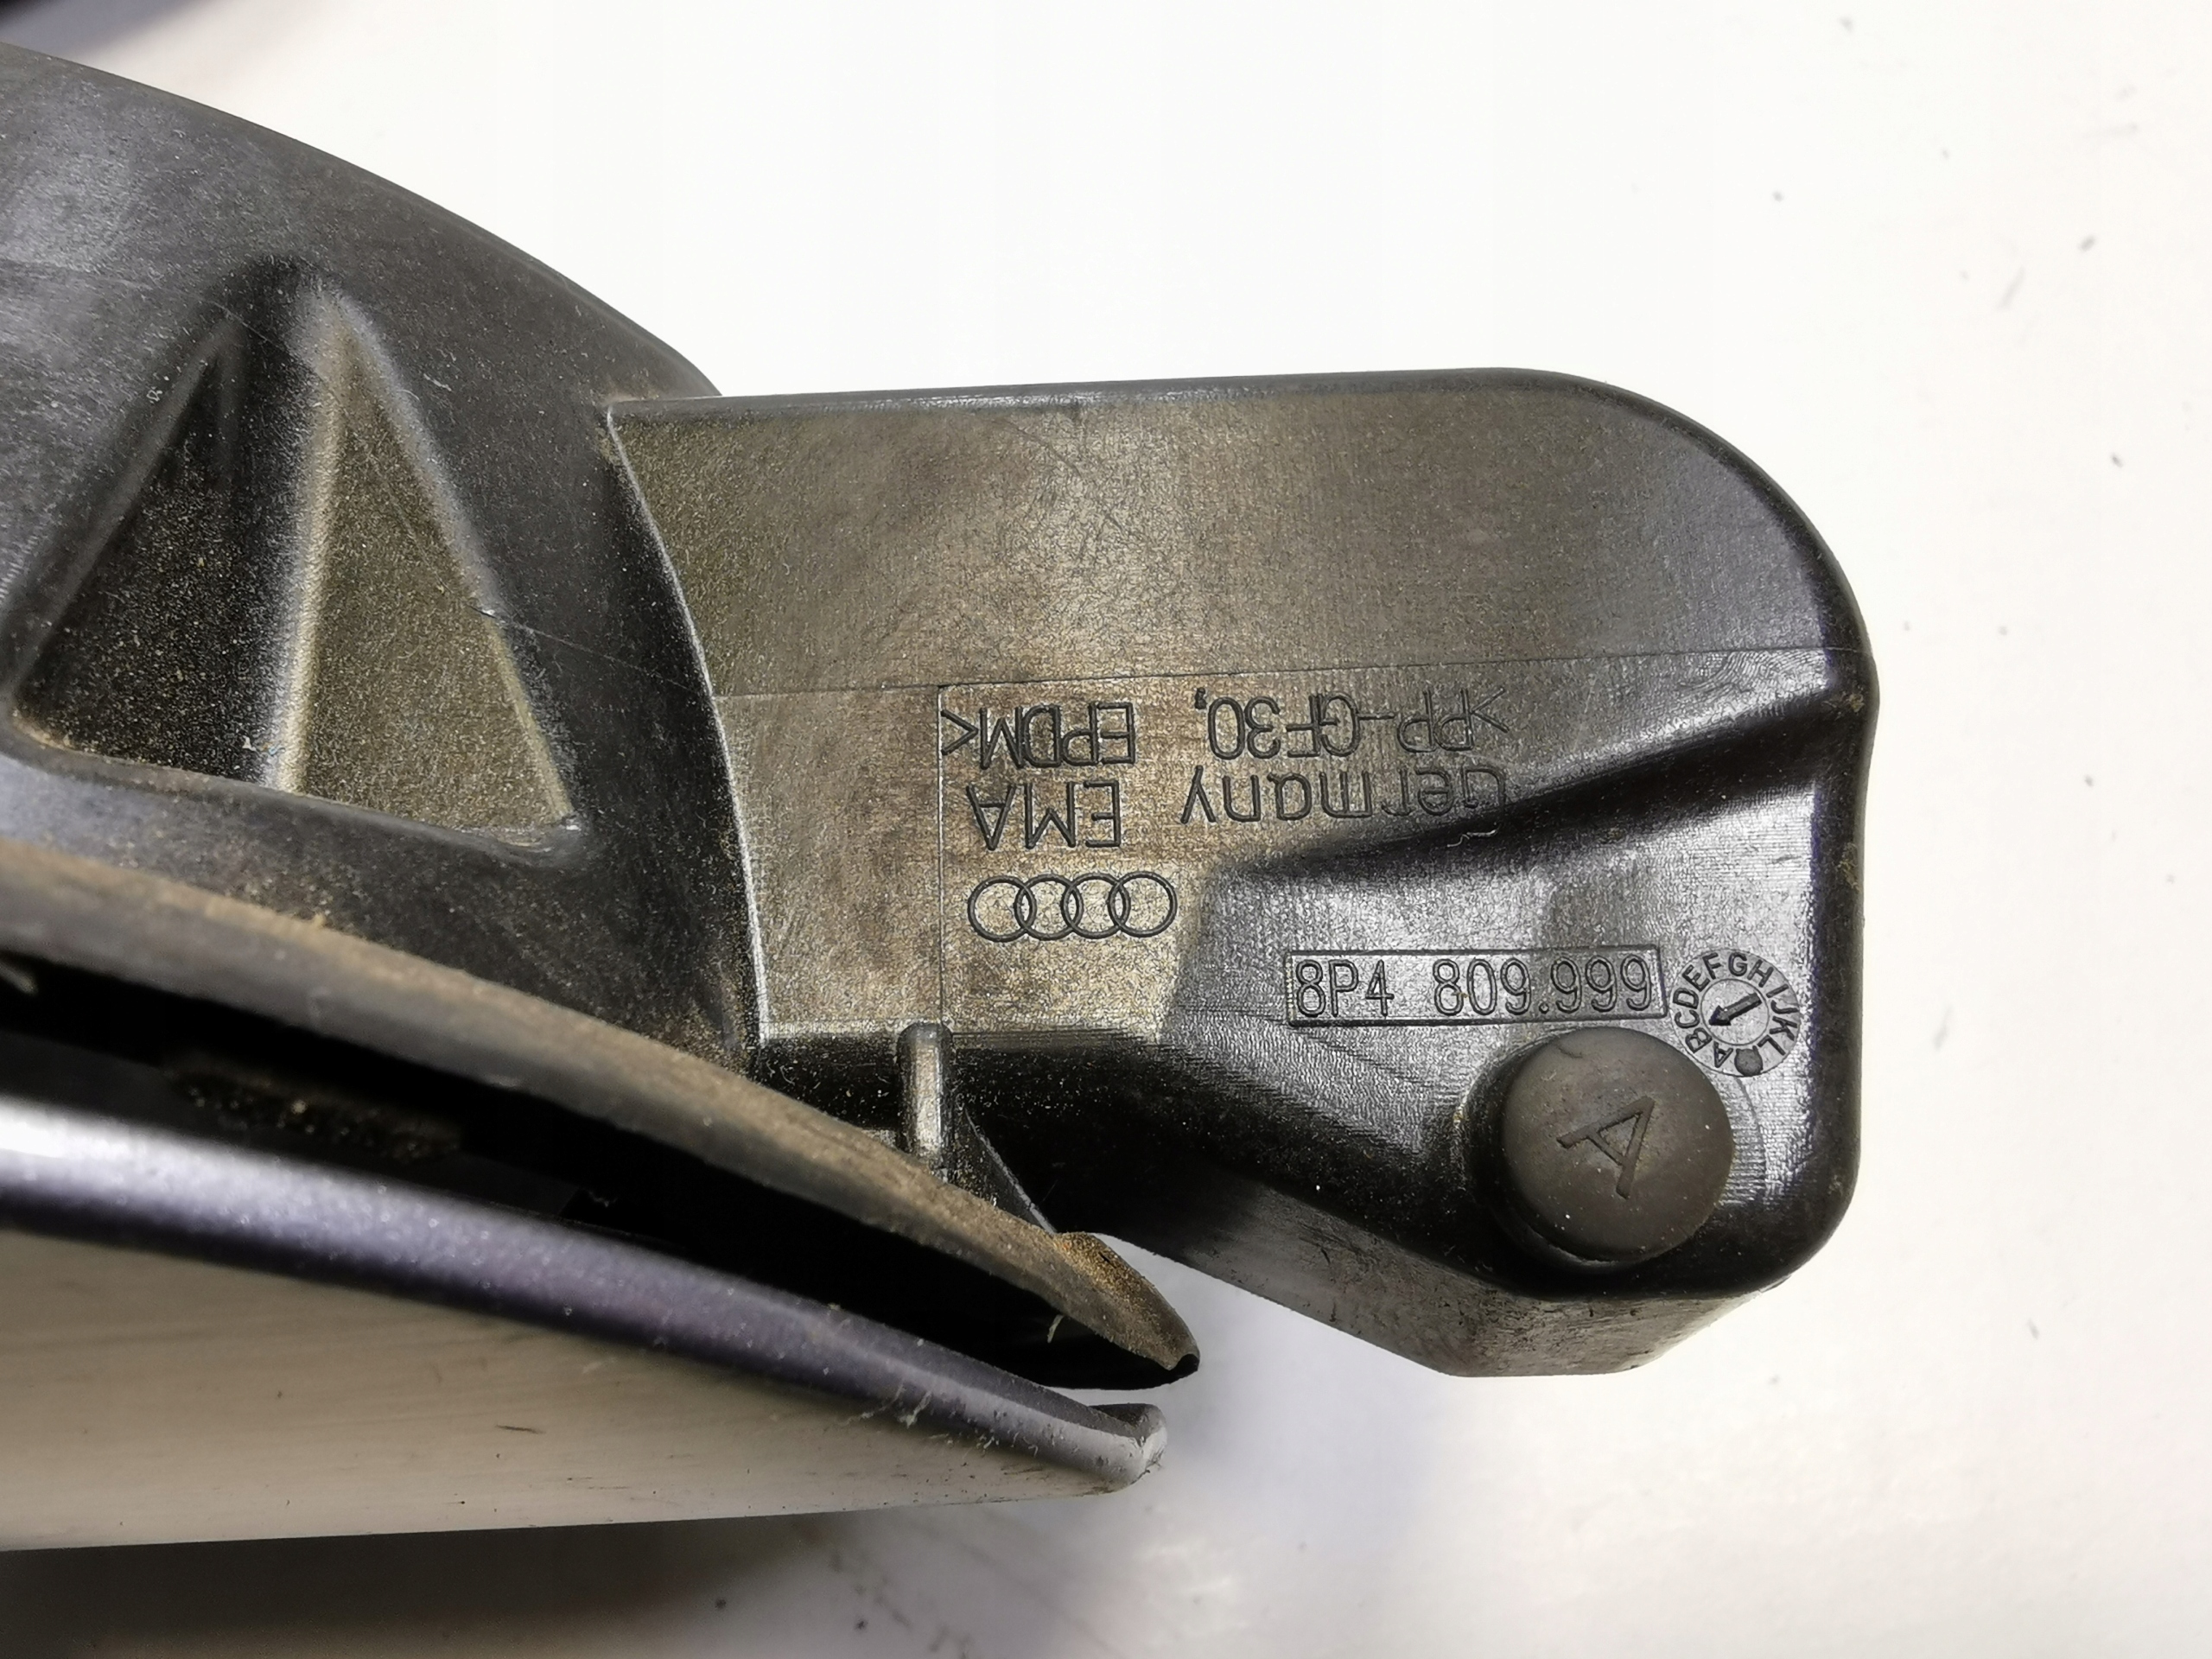 >PP-GF30, EPDM<
Germany EMA
8P4 809.999
ABCDEFGHIJKL
A